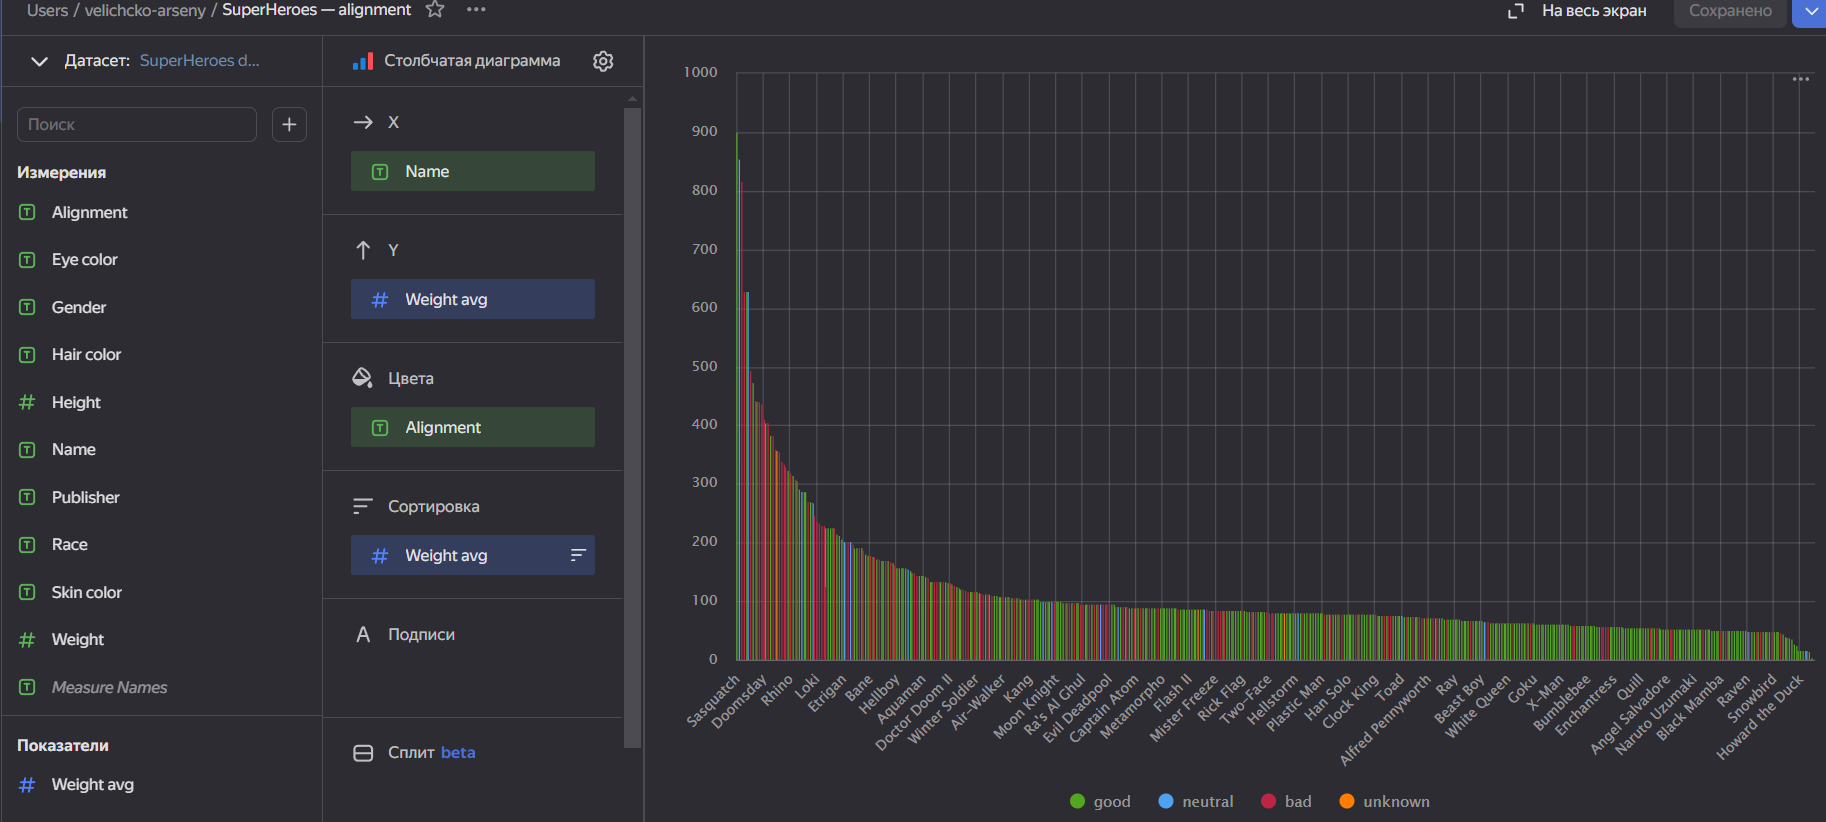 Users / velichcko-arseny / SuperHeroes — alignment
На весь экран
Сохранено
Датасет: SuperHeroes d...
Поиск
Измерения
Alignment
Eye color
Gender
Hair color
Height
Name
Publisher
Race
Skin color
Weight
Measure Names
Показатели
Weight avg
Столбчатая диаграмма
X
Name
Y
Weight avg
Цвета
Alignment
Сортировка
Weight avg
Подписи
Сплит beta
1000
900
800
700
600
500
400
300
200
100
0
Sasquatch
Doomsday
Rhino
Loki
Etrigan
Bane
Hellboy
Aquaman
Doctor Doom II
Winter Soldier
Air-Walker
Kang
Moon Knight
Ra's Al Ghul
Evil Deadpool
Captain Atom
Metamorpho
Flash II
Mister Freeze
Rick Flag
Two-Face
Hellstorm
Plastic Man
Han Solo
Clock King
Toad
Alfred Pennyworth
Ray
Beast Boy
White Queen
Goku
X-Man
Bumblebee
Enchantress
Quill
Angel Salvadore
Naruto Uzumaki
Black Mamba
Raven
Snowbird
Howard the Duck
good
neutral
bad
unknown